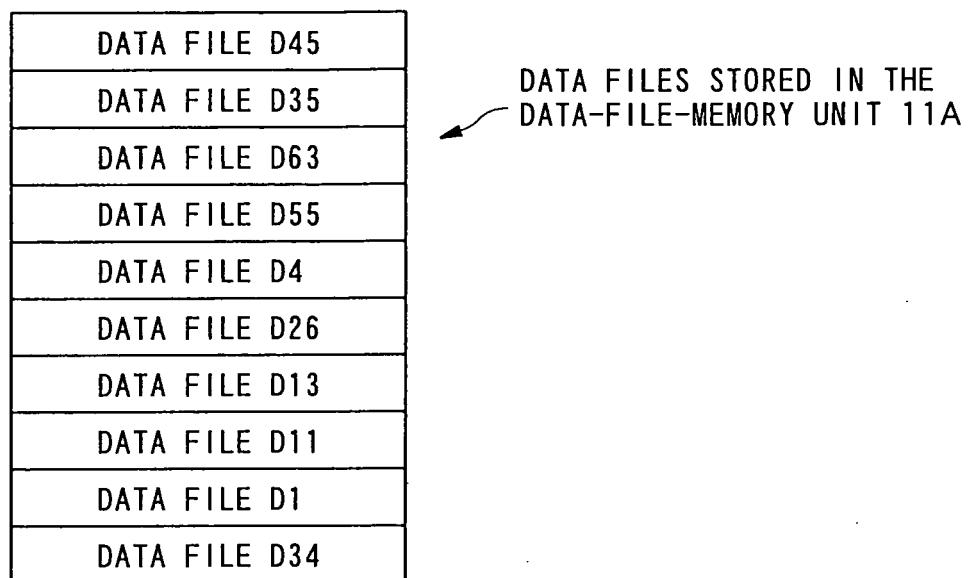 DATA FILE D45
DATA FILE D35
DATA FILE D63
DATA FILE D55
DATA FILE D4
DATA FILE D26
DATA FILE D13
DATA FILE D11
DATA FILE D1
DATA FILE D34
DATA FILES STORED IN THE
DATA-FILE-MEMORY UNIT 11A